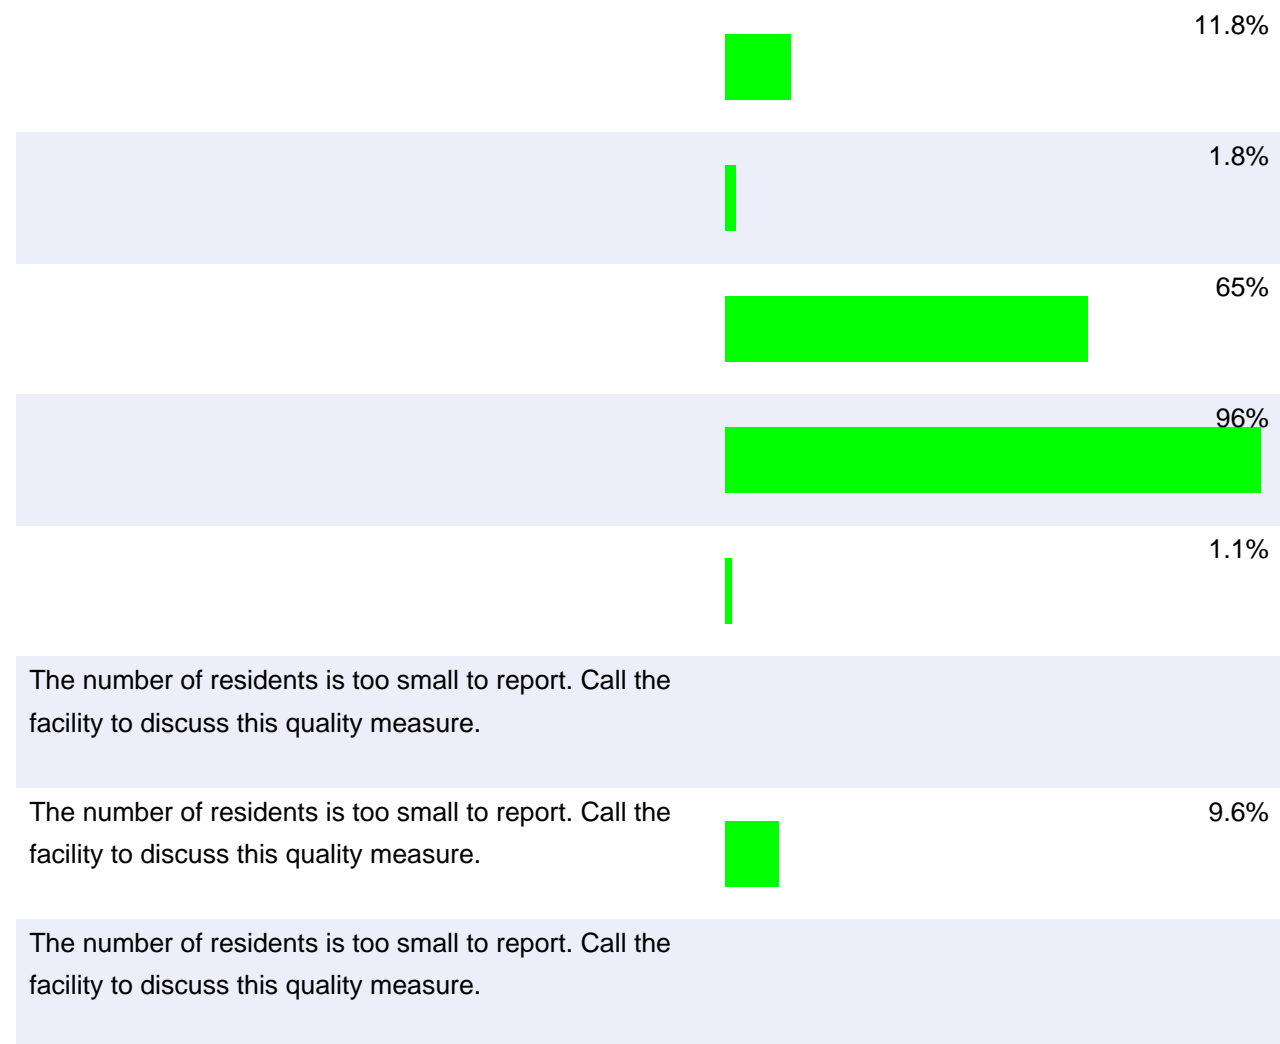 11.8%
1.8%
65%
96%
1.1%
The number of residents is too small to report. Call the
facility to discuss this quality measure.
The number of residents is too small to report. Call the
facility to discuss this quality measure.
9.6%
The number of residents is too small to report. Call the
facility to discuss this quality measure.